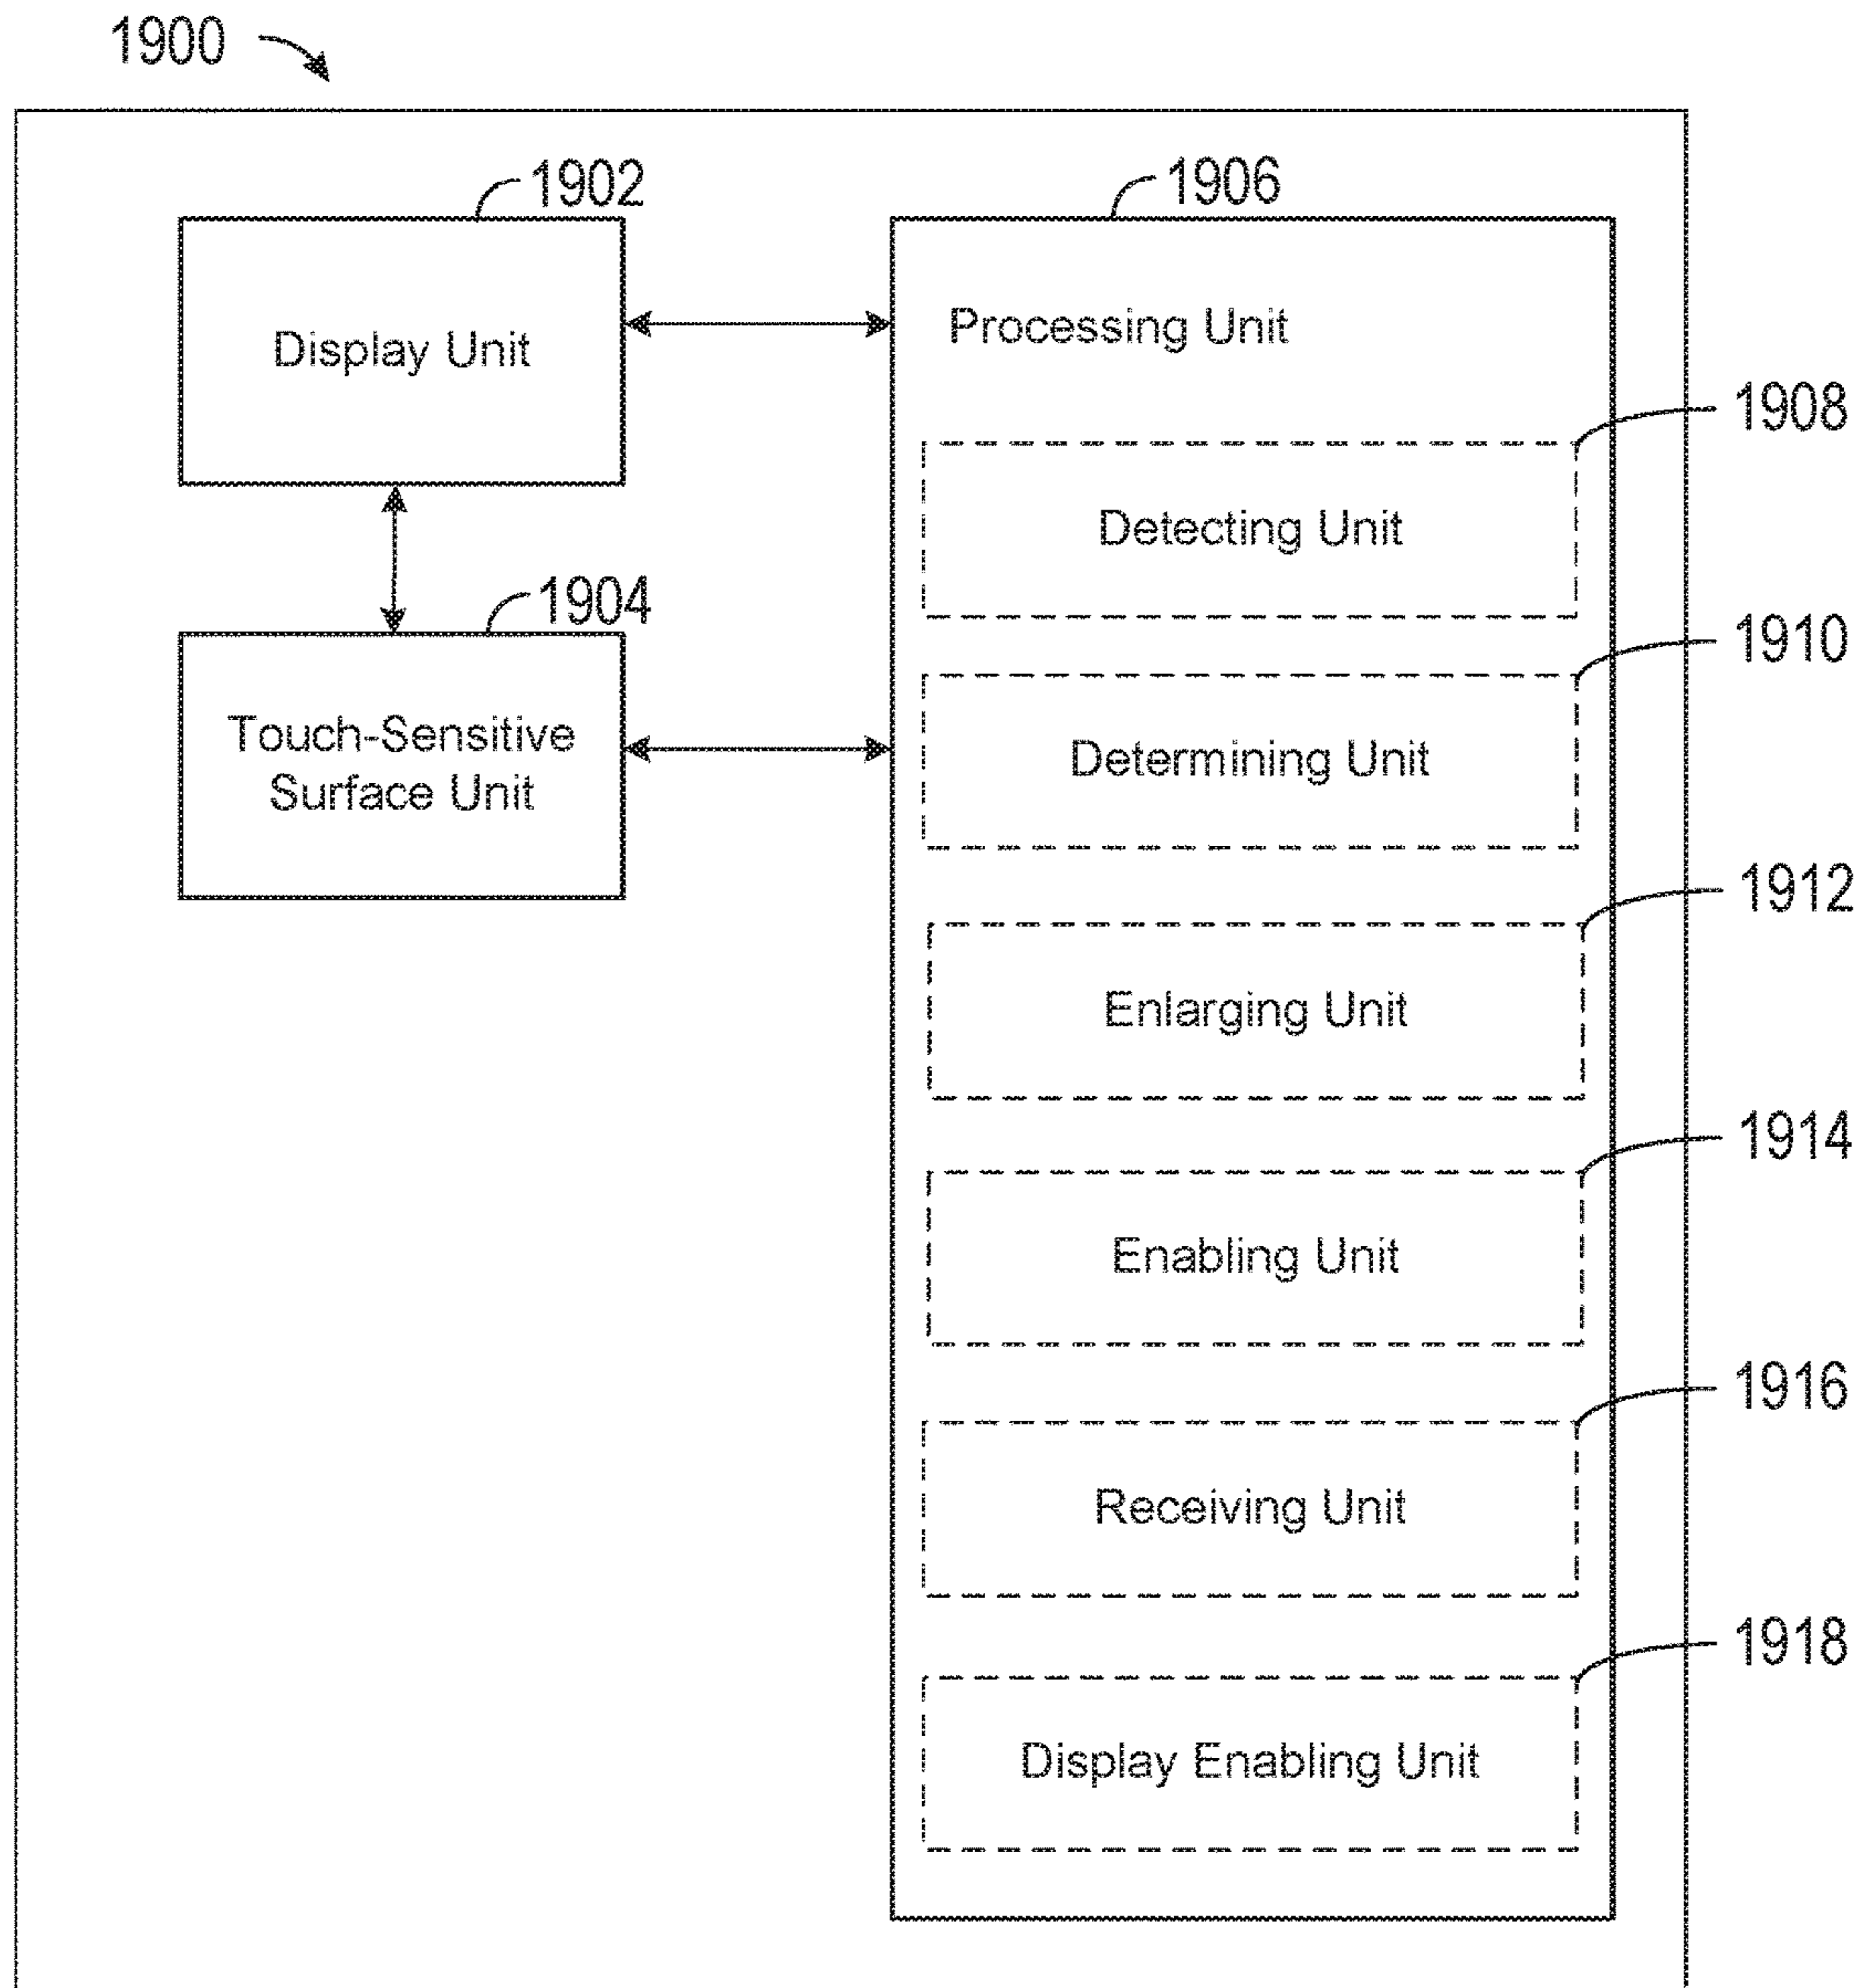 1900
1902
1906
Display Unit
Processing Unit
1908
Detecting Unit
1904
1910
Touch-Sensitive
Surface Unit
Determining Unit
1912
Enlarging Unit
1914
Enabling Unit
1916
Receiving Unit
1918
Display Enabling Unit